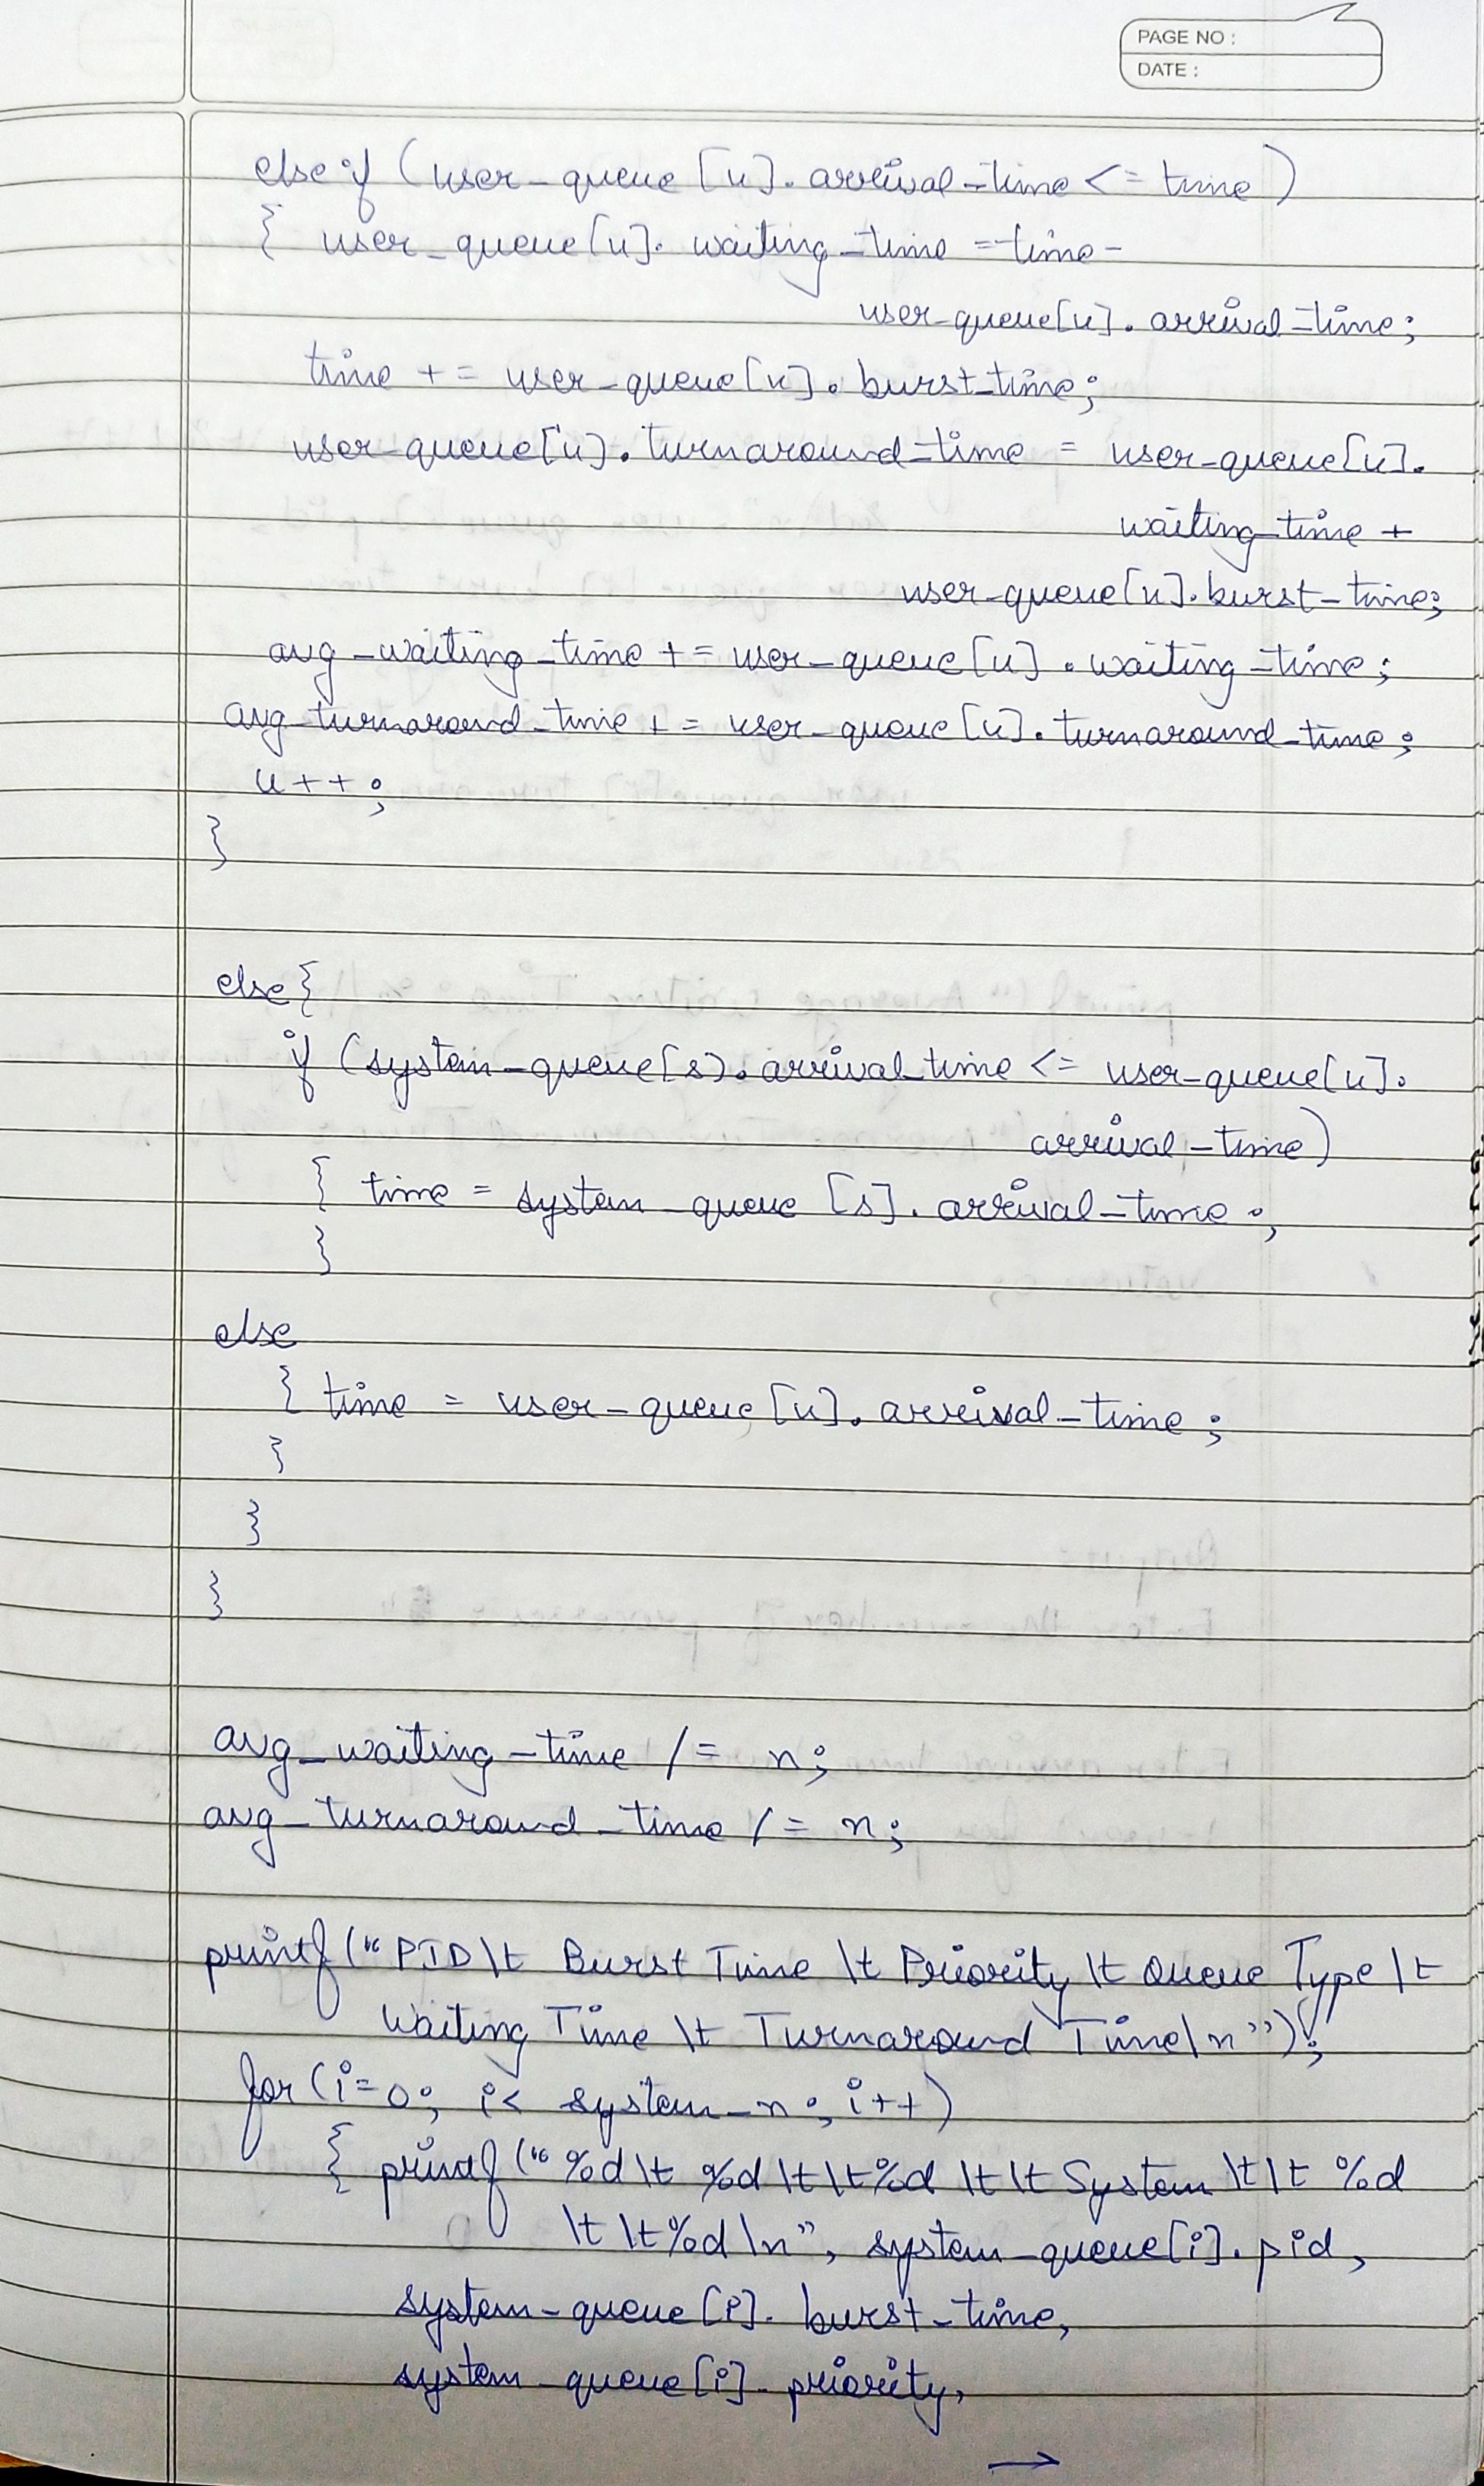 PAGE NO :
DATE :
else if (user_queue [u]. arrival_time <= time )
{ user_queue[u]. waiting_time = time -
user_queue[u]. arrival_time;
time += user_queue[u]. burst_time;
user_queue[u]. turnaround_time = user_queue[u].
waiting_time +
user_queue[u]. burst_time;
avg_waiting_time += user_queue[u]. waiting_time;
avg_turnaround_time += user_queue[u]. turnaround_time;
u++;
}
else {
if (system_queue[s]. arrival_time <= user_queue[u].
arrival_time)
{ time = system_queue [s]. arrival_time ;
}
else
{ time = user_queue[u]. arrival_time ;
}
}
}
avg_waiting_time /= n;
avg_turnaround_time /= n;
printf (" PID\t Burst Time \t Priority \t Queue Type \t
Waiting Time \t Turnaround Time\n");
for (i=0; i< system_n ; i++)
{ printf (" %d \t %d \t \t %d \t \t System \t \t %d
\t \t %d \n", system_queue[i]. pid,
system_queue [i]. burst_time,
system_queue[i]. priority,
→